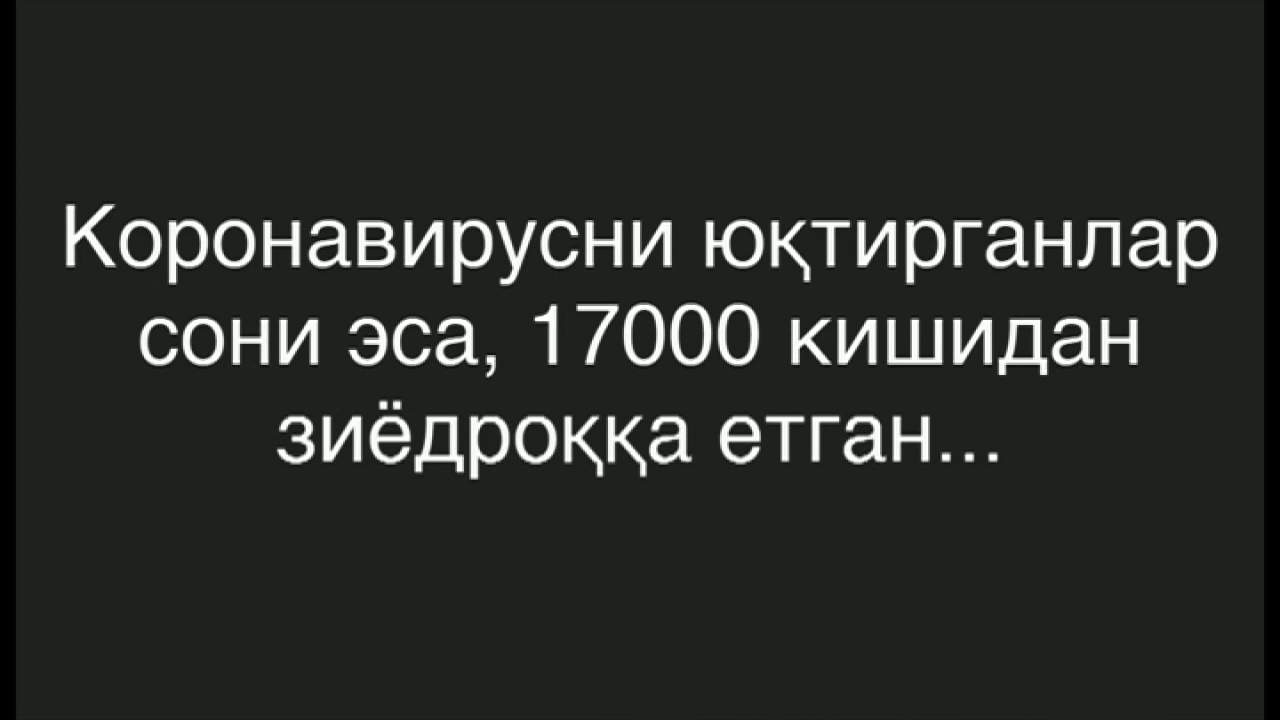 Коронавирусни юқтирганлар
сони эса, 17000 кишидан
зиёдроққа етган...